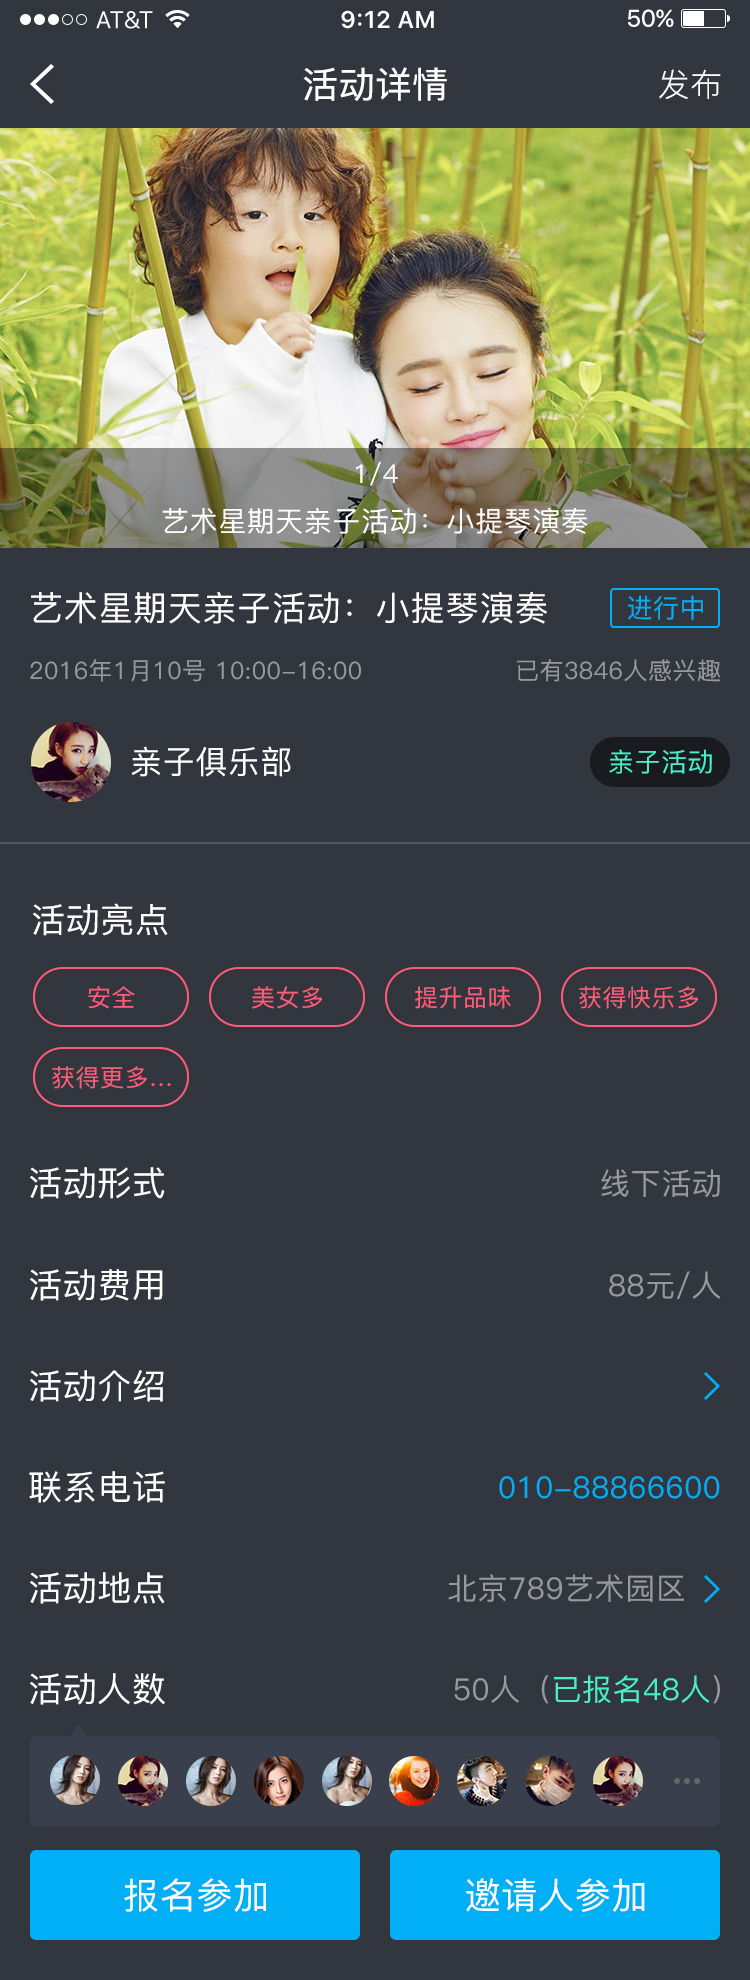 AT&T 9:12 AM 50%
活动详情 发布
1/4
艺术星期天亲子活动：小提琴演奏
艺术星期天亲子活动：小提琴演奏 进行中
2016年1月10号 10:00-16:00 已有3846人感兴趣
亲子俱乐部 亲子活动
活动亮点
安全 美女多 提升品味 获得快乐多
获得更多...
活动形式 线下活动
活动费用 88元/人
活动介绍
联系电话 010-88866600
活动地点 北京789艺术园区
活动人数 50人（已报名48人）
报名参加 邀请人参加